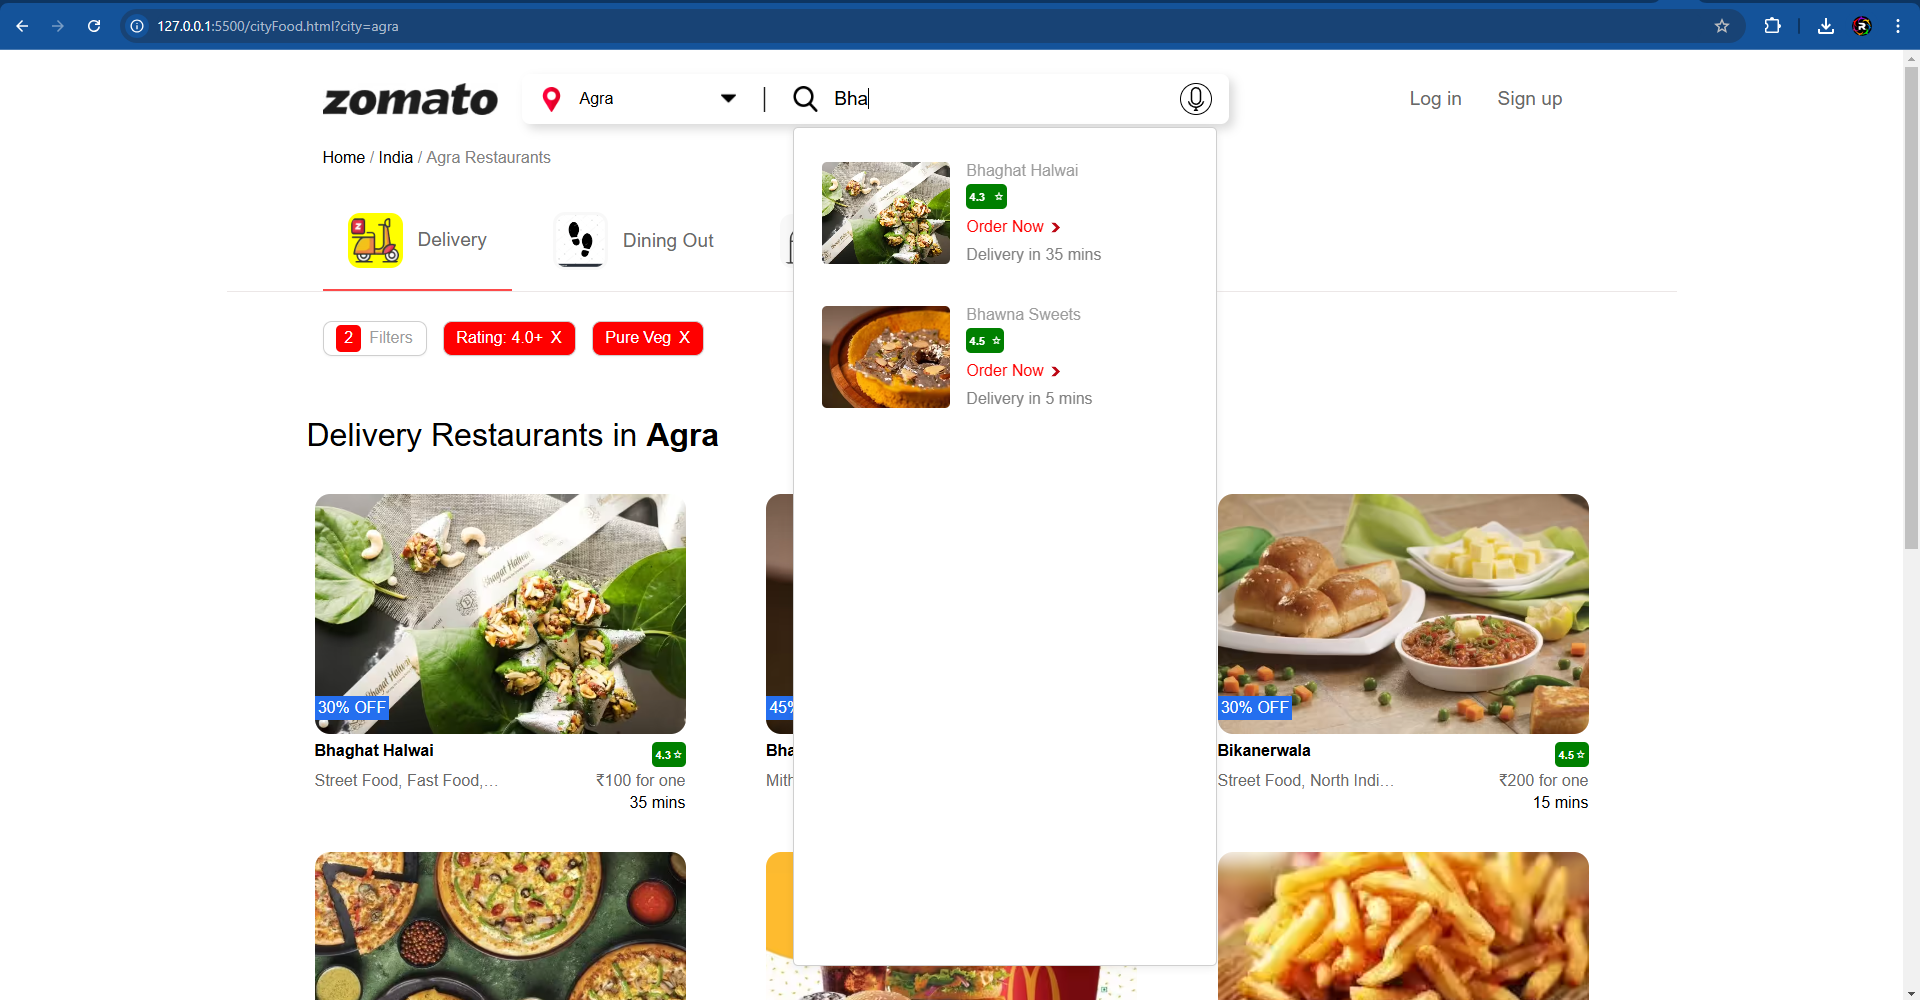 127.0.0.1:5500/cityFood.html?city=agra
zomato
Agra
|
Bha
Log in
Sign up
Home / India / Agra Restaurants
Bhaghat Halwai
4.3 ☆
Order Now
Delivery in 35 mins
Bhawna Sweets
4.5 ☆
Order Now
Delivery in 5 mins
Delivery
Dining Out
2 Filters
Rating: 4.0+ X
Pure Veg X
Delivery Restaurants in Agra
Bhagat Halwai
Bhagat Halwai
30% OFF
Bhaghat Halwai
4.3 ☆
Street Food, Fast Food,...
₹100 for one
35 mins
45%
Bha
Mith
30% OFF
Bikanerwala
4.5 ☆
Street Food, North Indi...
₹200 for one
15 mins